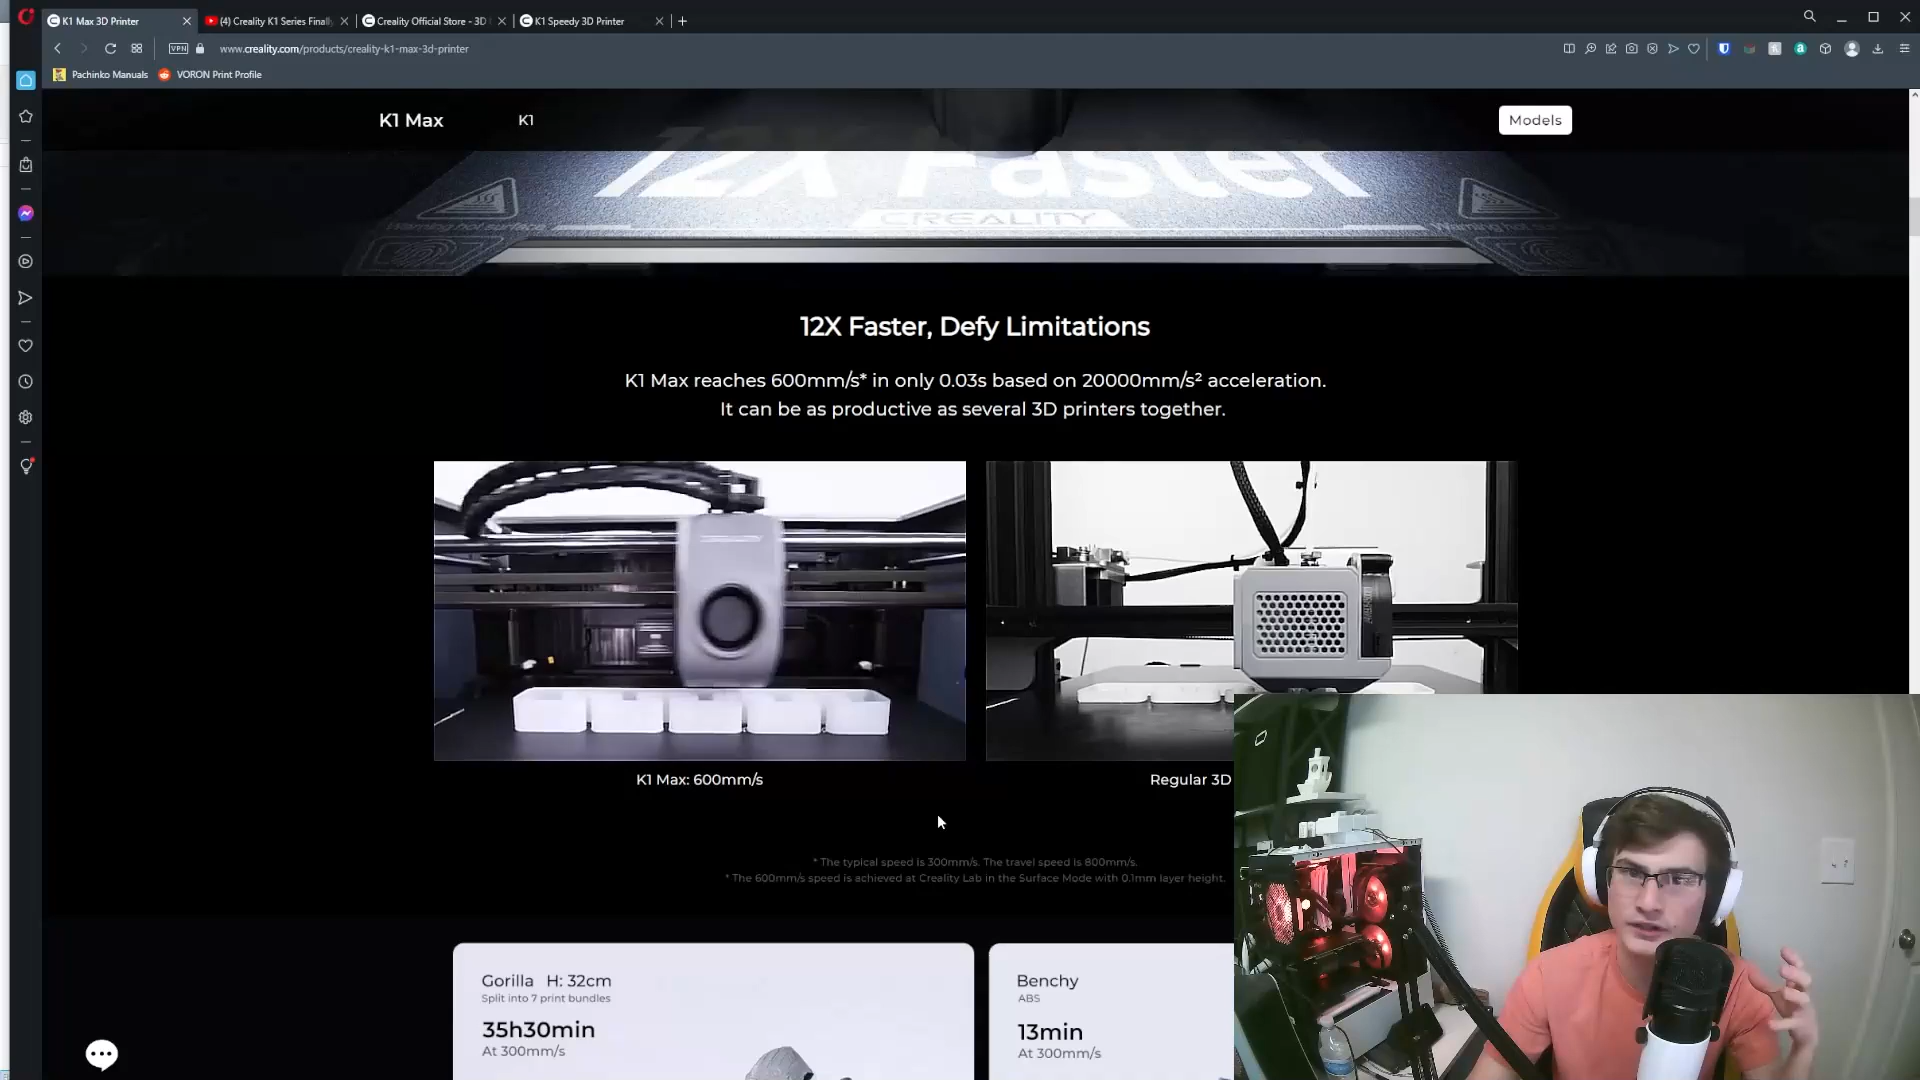 K1 Max 3D Printer
(4) Creality K1 Series Finall
Creality Official Store - 3D
K1 Speedy 3D Printer
VPN
www.creality.com/products/creality-k1-max-3d-printer
Pachinko Manuals
VORON Print Profile
K1 Max
K1
Models
12X Faster
CREALITY
Warning hot surface
12X Faster, Defy Limitations
K1 Max reaches 600mm/s* in only 0.03s based on 20000mm/s² acceleration.
It can be as productive as several 3D printers together.
K1 Max: 600mm/s
Regular 3D
* The typical speed is 300mm/s. The travel speed is 800mm/s.
* The 600mm/s speed is achieved at Creality Lab in the Surface Mode with 0.1mm layer height.
Gorilla H: 32cm
Split into 7 print bundles
35h30min
At 300mm/s
Benchy
ABS
13min
At 300mm/s